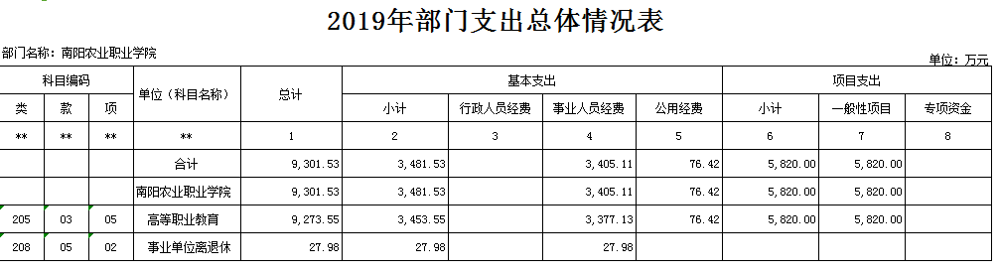 2019年部门支出总体情况表
部门名称：南阳农业职业学院
单位：万元
科目编码 单位（科目名称） 总计 基本支出 项目支出
类 款 项 小计 行政人员经费 事业人员经费 公用经费 小计 一般性项目 专项资金
** ** ** ** 1 2 3 4 5 6 7 8
合计 9,301.53 3,481.53 3,405.11 76.42 5,820.00 5,820.00
南阳农业职业学院 9,301.53 3,481.53 3,405.11 76.42 5,820.00 5,820.00
205 03 05 高等职业教育 9,273.55 3,453.55 3,377.13 76.42 5,820.00 5,820.00
208 05 02 事业单位离退休 27.98 27.98 27.98